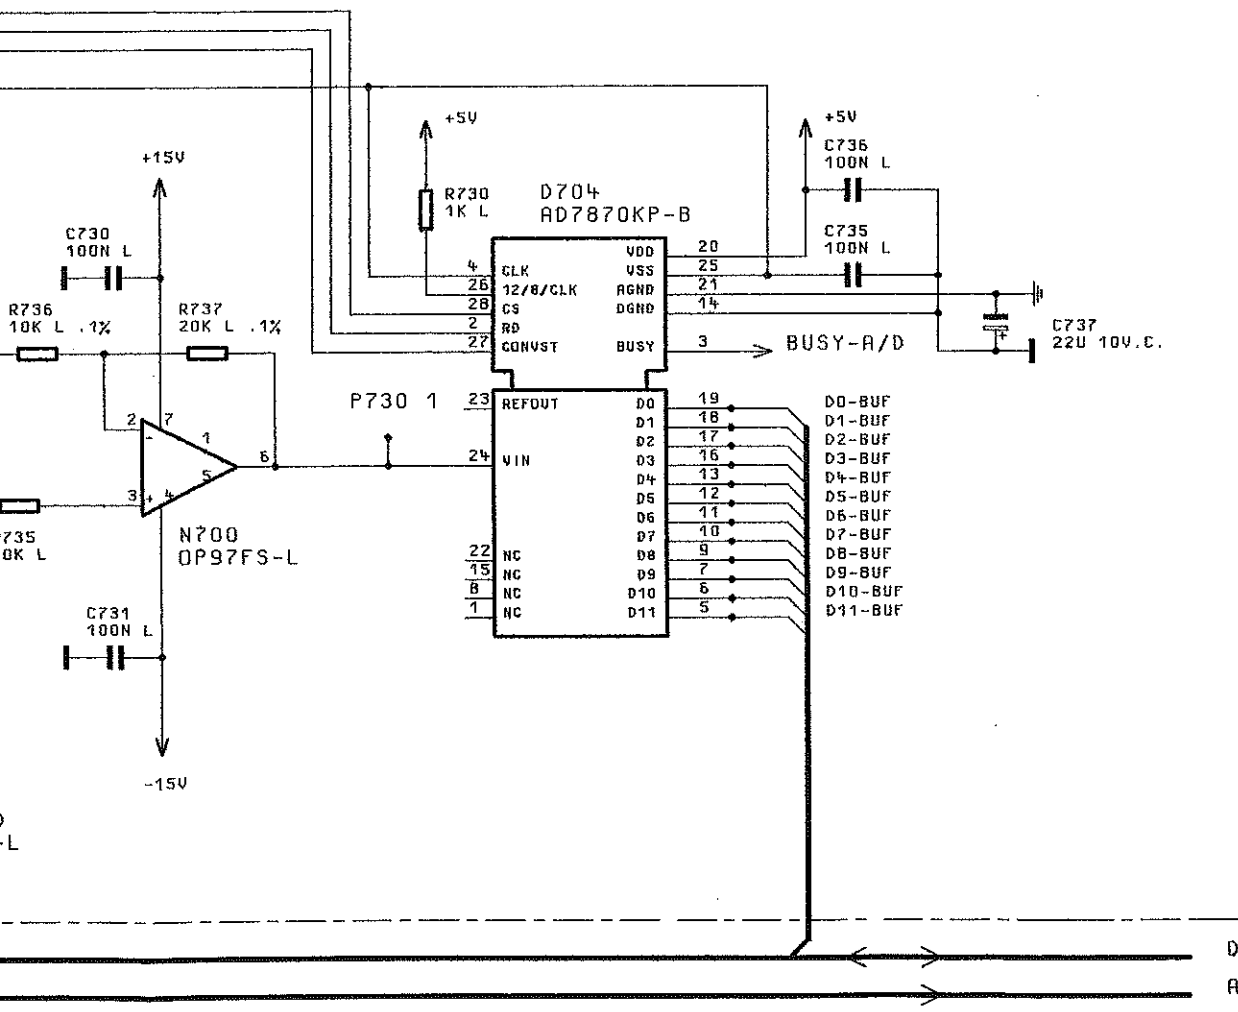 +5V
+5V
C736
100N L
+15V
R730
1K L
D704
AD7870KP-B
C730
100N L
C735
100N L
VDD 20
VSS 25
AGND 21
DGND 14
BUSY 3
4 CLK
26 12/8/CLK
28 CS
2 RD
27 CONVST
BUSY-A/D
C737
22U 10V.C.
+
R736
10K L .1%
R737
20K L .1%
P730 1
23 REFOUT
24 VIN
22 NC
15 NC
8 NC
1 NC
D0 19 D0-BUF
D1 18 D1-BUF
D2 17 D2-BUF
D3 16 D3-BUF
D4 13 D4-BUF
D5 12 D5-BUF
D6 11 D6-BUF
D7 10 D7-BUF
D8 9 D8-BUF
D9 7 D9-BUF
D10 6 D10-BUF
D11 5 D11-BUF
2
7
-
1
6
5
3
+
4
735
0K L
N700
OP97FS-L
C731
100N L
-15V
-L
D
A